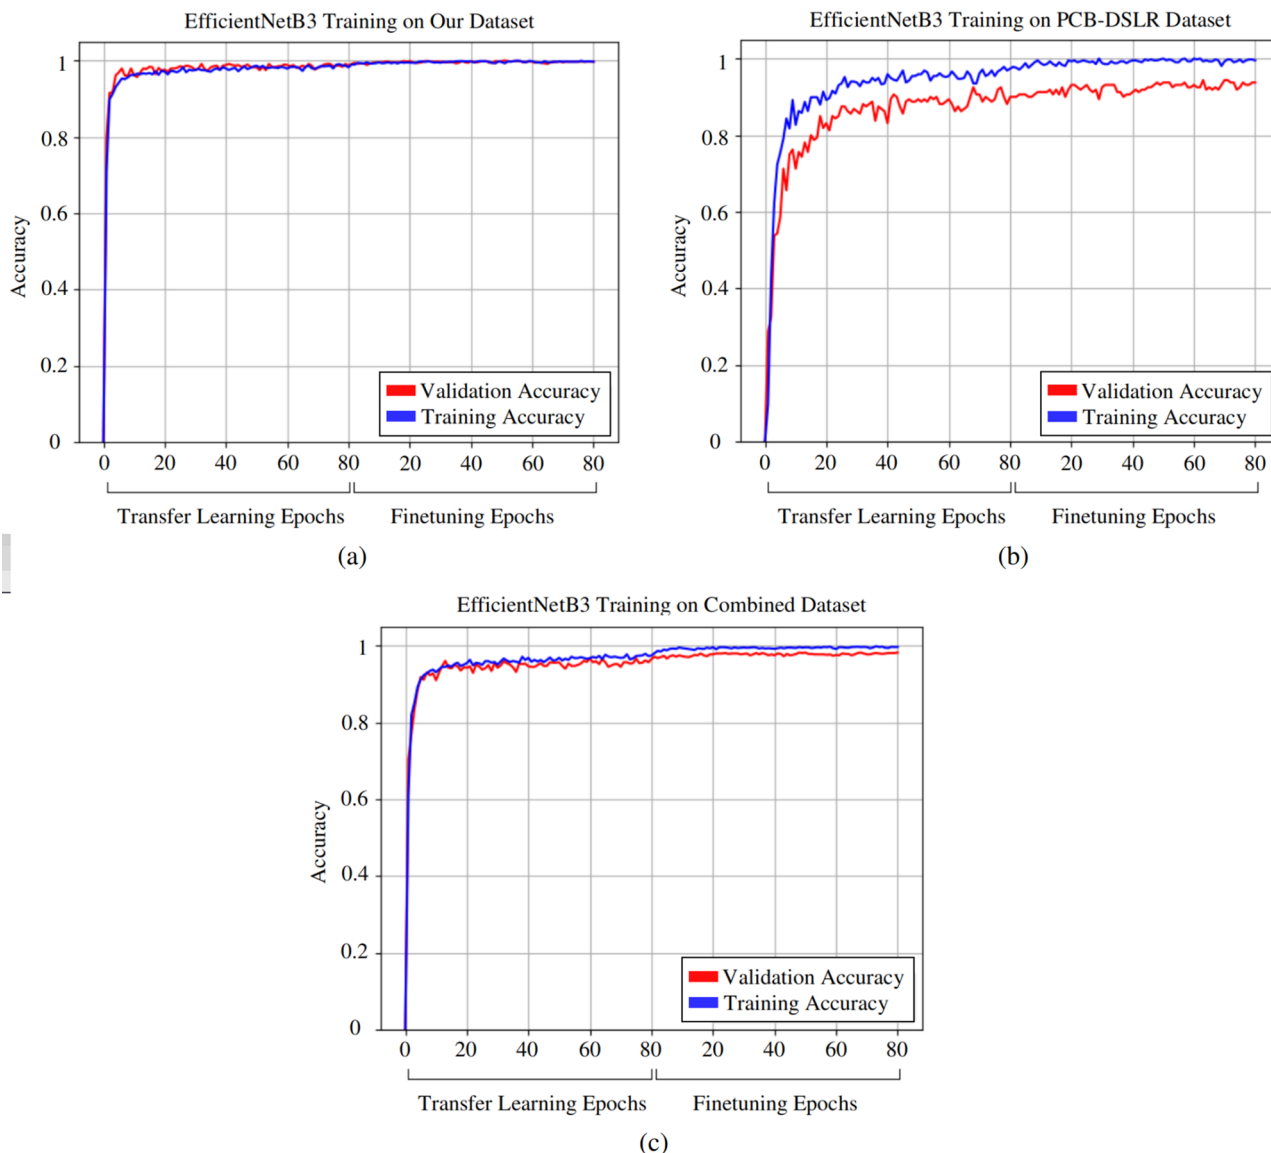 EfficientNetB3 Training on Our Dataset
1
0.8
0.6
0.4
0.2
0
Accuracy
Validation Accuracy
Training Accuracy
0 20 40 60 80 20 40 60 80
Transfer Learning Epochs Finetuning Epochs
(a)
EfficientNetB3 Training on PCB-DSLR Dataset
1
0.8
0.6
0.4
0.2
0
Accuracy
Validation Accuracy
Training Accuracy
0 20 40 60 80 20 40 60 80
Transfer Learning Epochs Finetuning Epochs
(b)
EfficientNetB3 Training on Combined Dataset
1
0.8
0.6
0.4
0.2
0
Accuracy
Validation Accuracy
Training Accuracy
0 20 40 60 80 20 40 60 80
Transfer Learning Epochs Finetuning Epochs
(c)